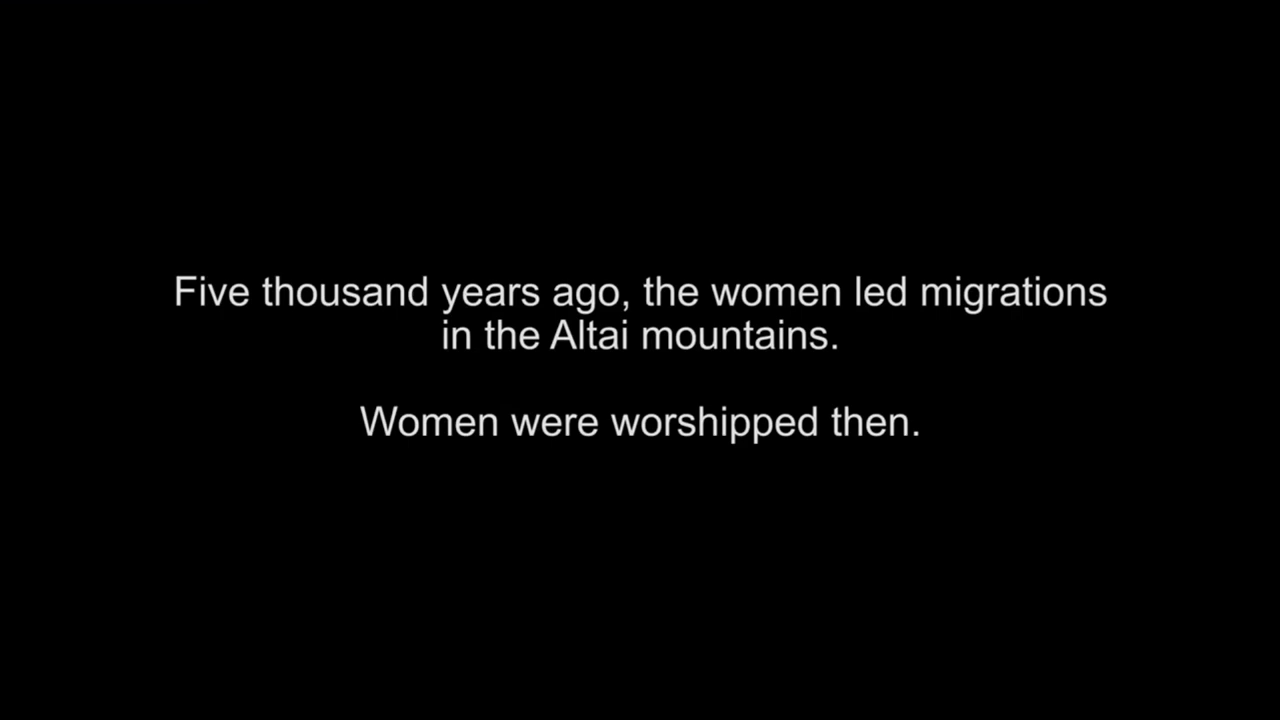 Five thousand years ago, the women led migrations
in the Altai mountains.
Women were worshipped then.